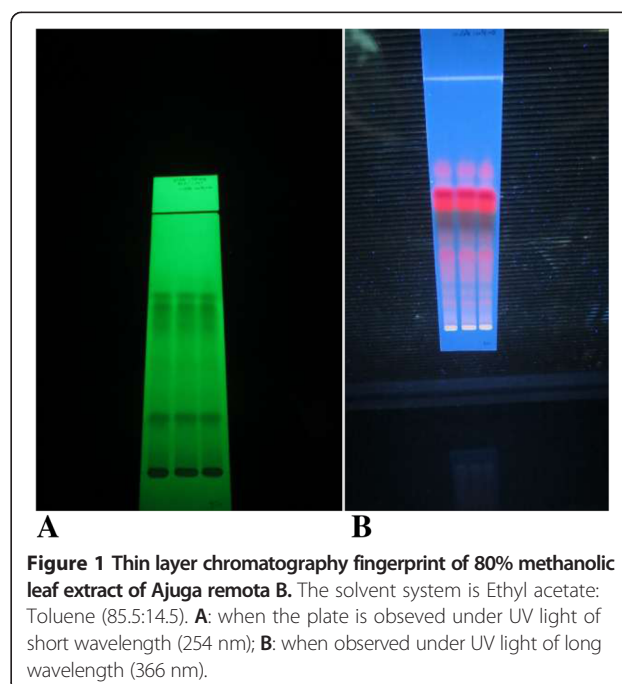 A
B
Figure 1 Thin layer chromatography fingerprint of 80% methanolic
leaf extract of Ajuga remota B. The solvent system is Ethyl acetate:
Toluene (85.5:14.5). A: when the plate is obseved under UV light of
short wavelength (254 nm); B: when observed under UV light of long
wavelength (366 nm).